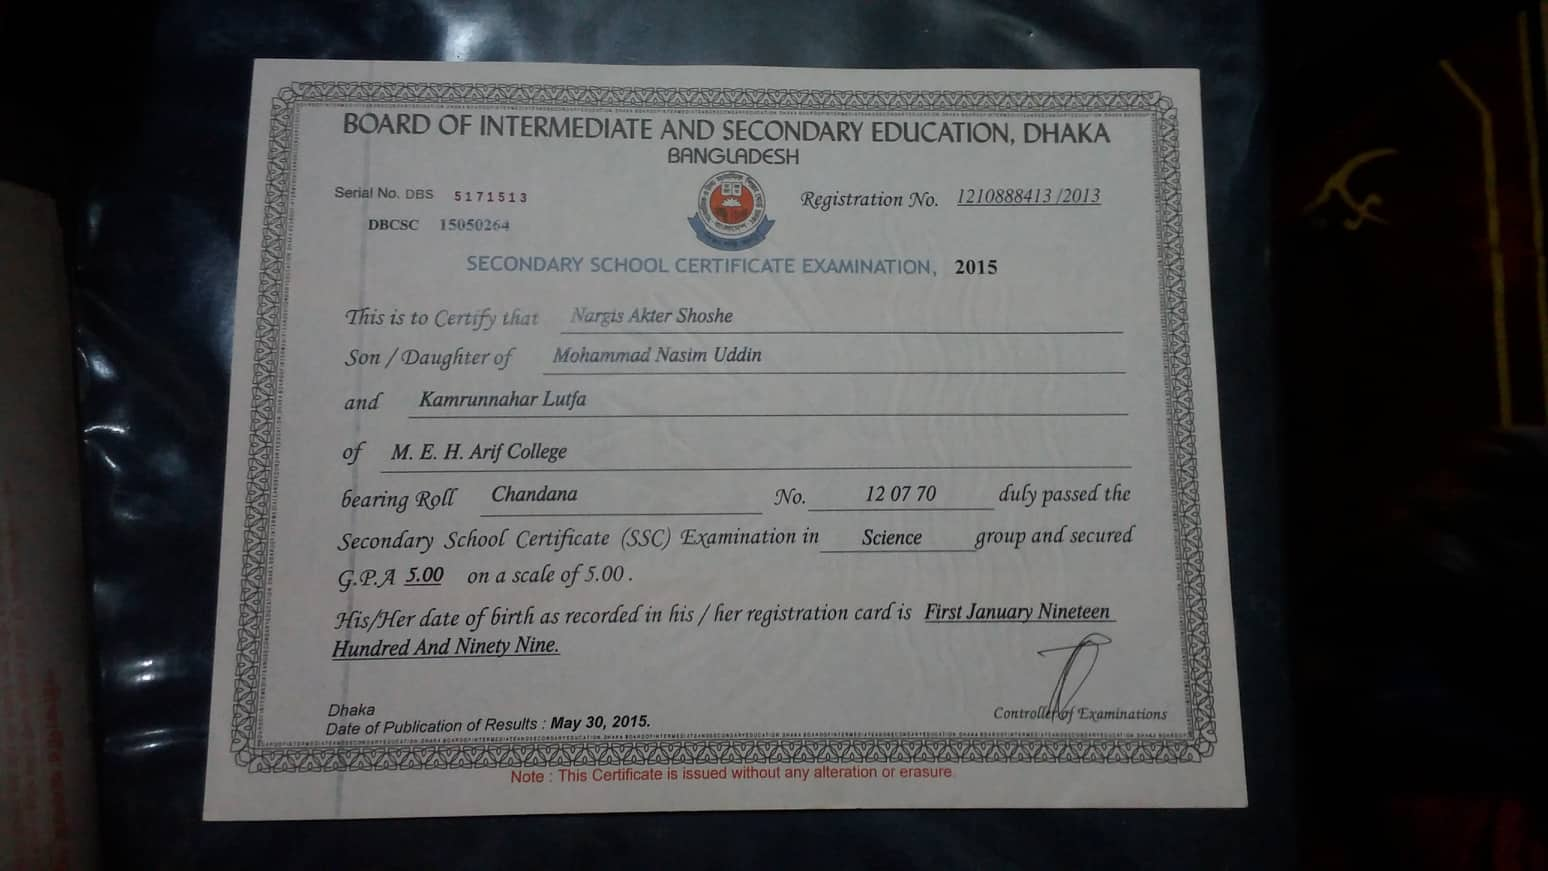 BOARD OF INTERMEDIATE AND SECONDARY EDUCATION, DHAKA
BANGLADESH
Serial No. DBS 5171513
Registration No. 1210888413 /2013
DBCSC 15050264
SECONDARY SCHOOL CERTIFICATE EXAMINATION, 2015
This is to Certify that Nargis Akter Shoshe
Son / Daughter of Mohammad Nasim Uddin
and Kamrunnahar Lutfa
of M. E. H. Arif College
bearing Roll Chandana No. 12 07 70 duly passed the
Secondary School Certificate (SSC) Examination in Science group and secured
G.P.A 5.00 on a scale of 5.00 .
His/Her date of birth as recorded in his / her registration card is First January Nineteen
Hundred And Ninety Nine.
Dhaka
Date of Publication of Results : May 30, 2015.
Controller of Examinations
Note : This Certificate is issued without any alteration or erasure.